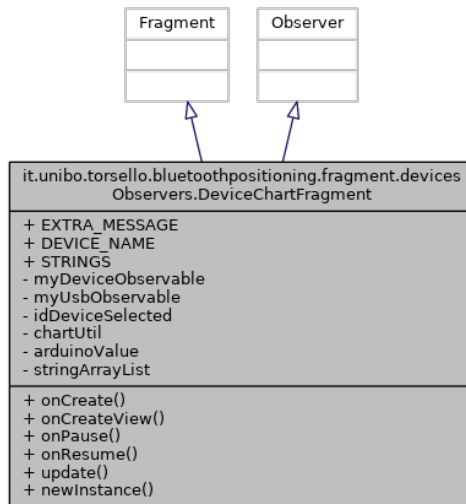 Fragment
Observer
it.unibo.torsello.bluetoothpositioning.fragment.devices
Observers.DeviceChartFragment
+ EXTRA_MESSAGE
+ DEVICE_NAME
+ STRINGS
- myDeviceObservable
- myUsbObservable
- idDeviceSelected
- chartUtil
- arduinoValue
- stringArrayList
+ onCreate()
+ onCreateView()
+ onPause()
+ onResume()
+ update()
+ newInstance()